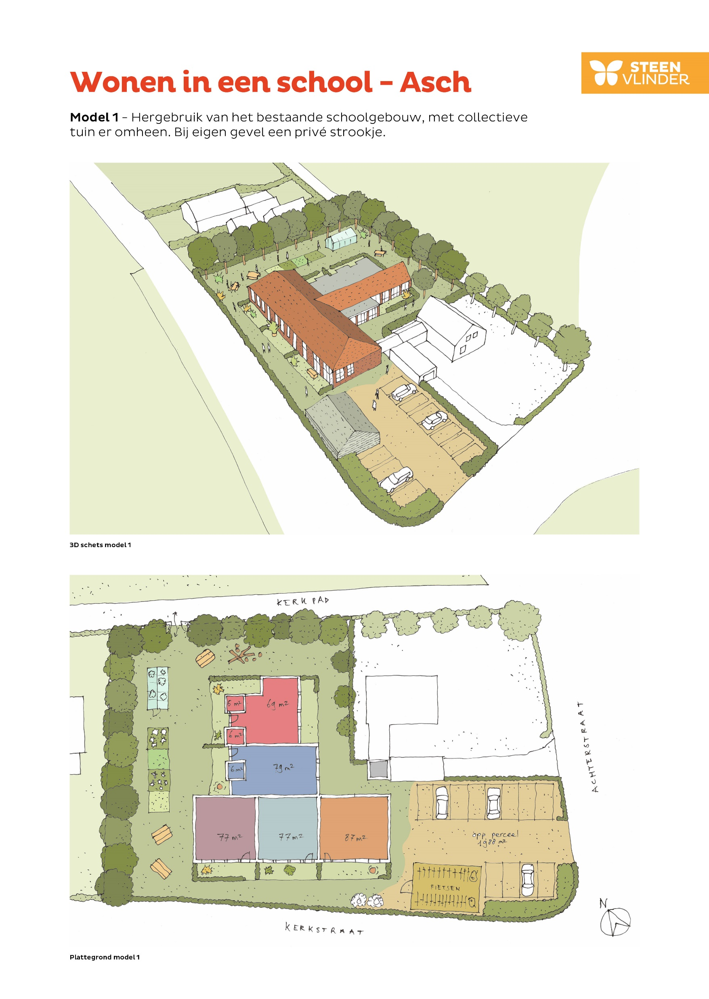 Wonen in een school – Asch
STEEN
VLINDER
Model 1 – Hergebruik van het bestaande schoolgebouw, met collectieve
tuin er omheen. Bij eigen gevel een privé strookje.
3D schets model 1
KERKPAD
6 m²
69 m²
6 m²
6 m²
79 m²
ACHTERSTRAAT
77 m²
77 m²
87 m²
opp perceel
1988 m²
FIETSEN
N
KERKSTRAAT
Plattegrond model 1